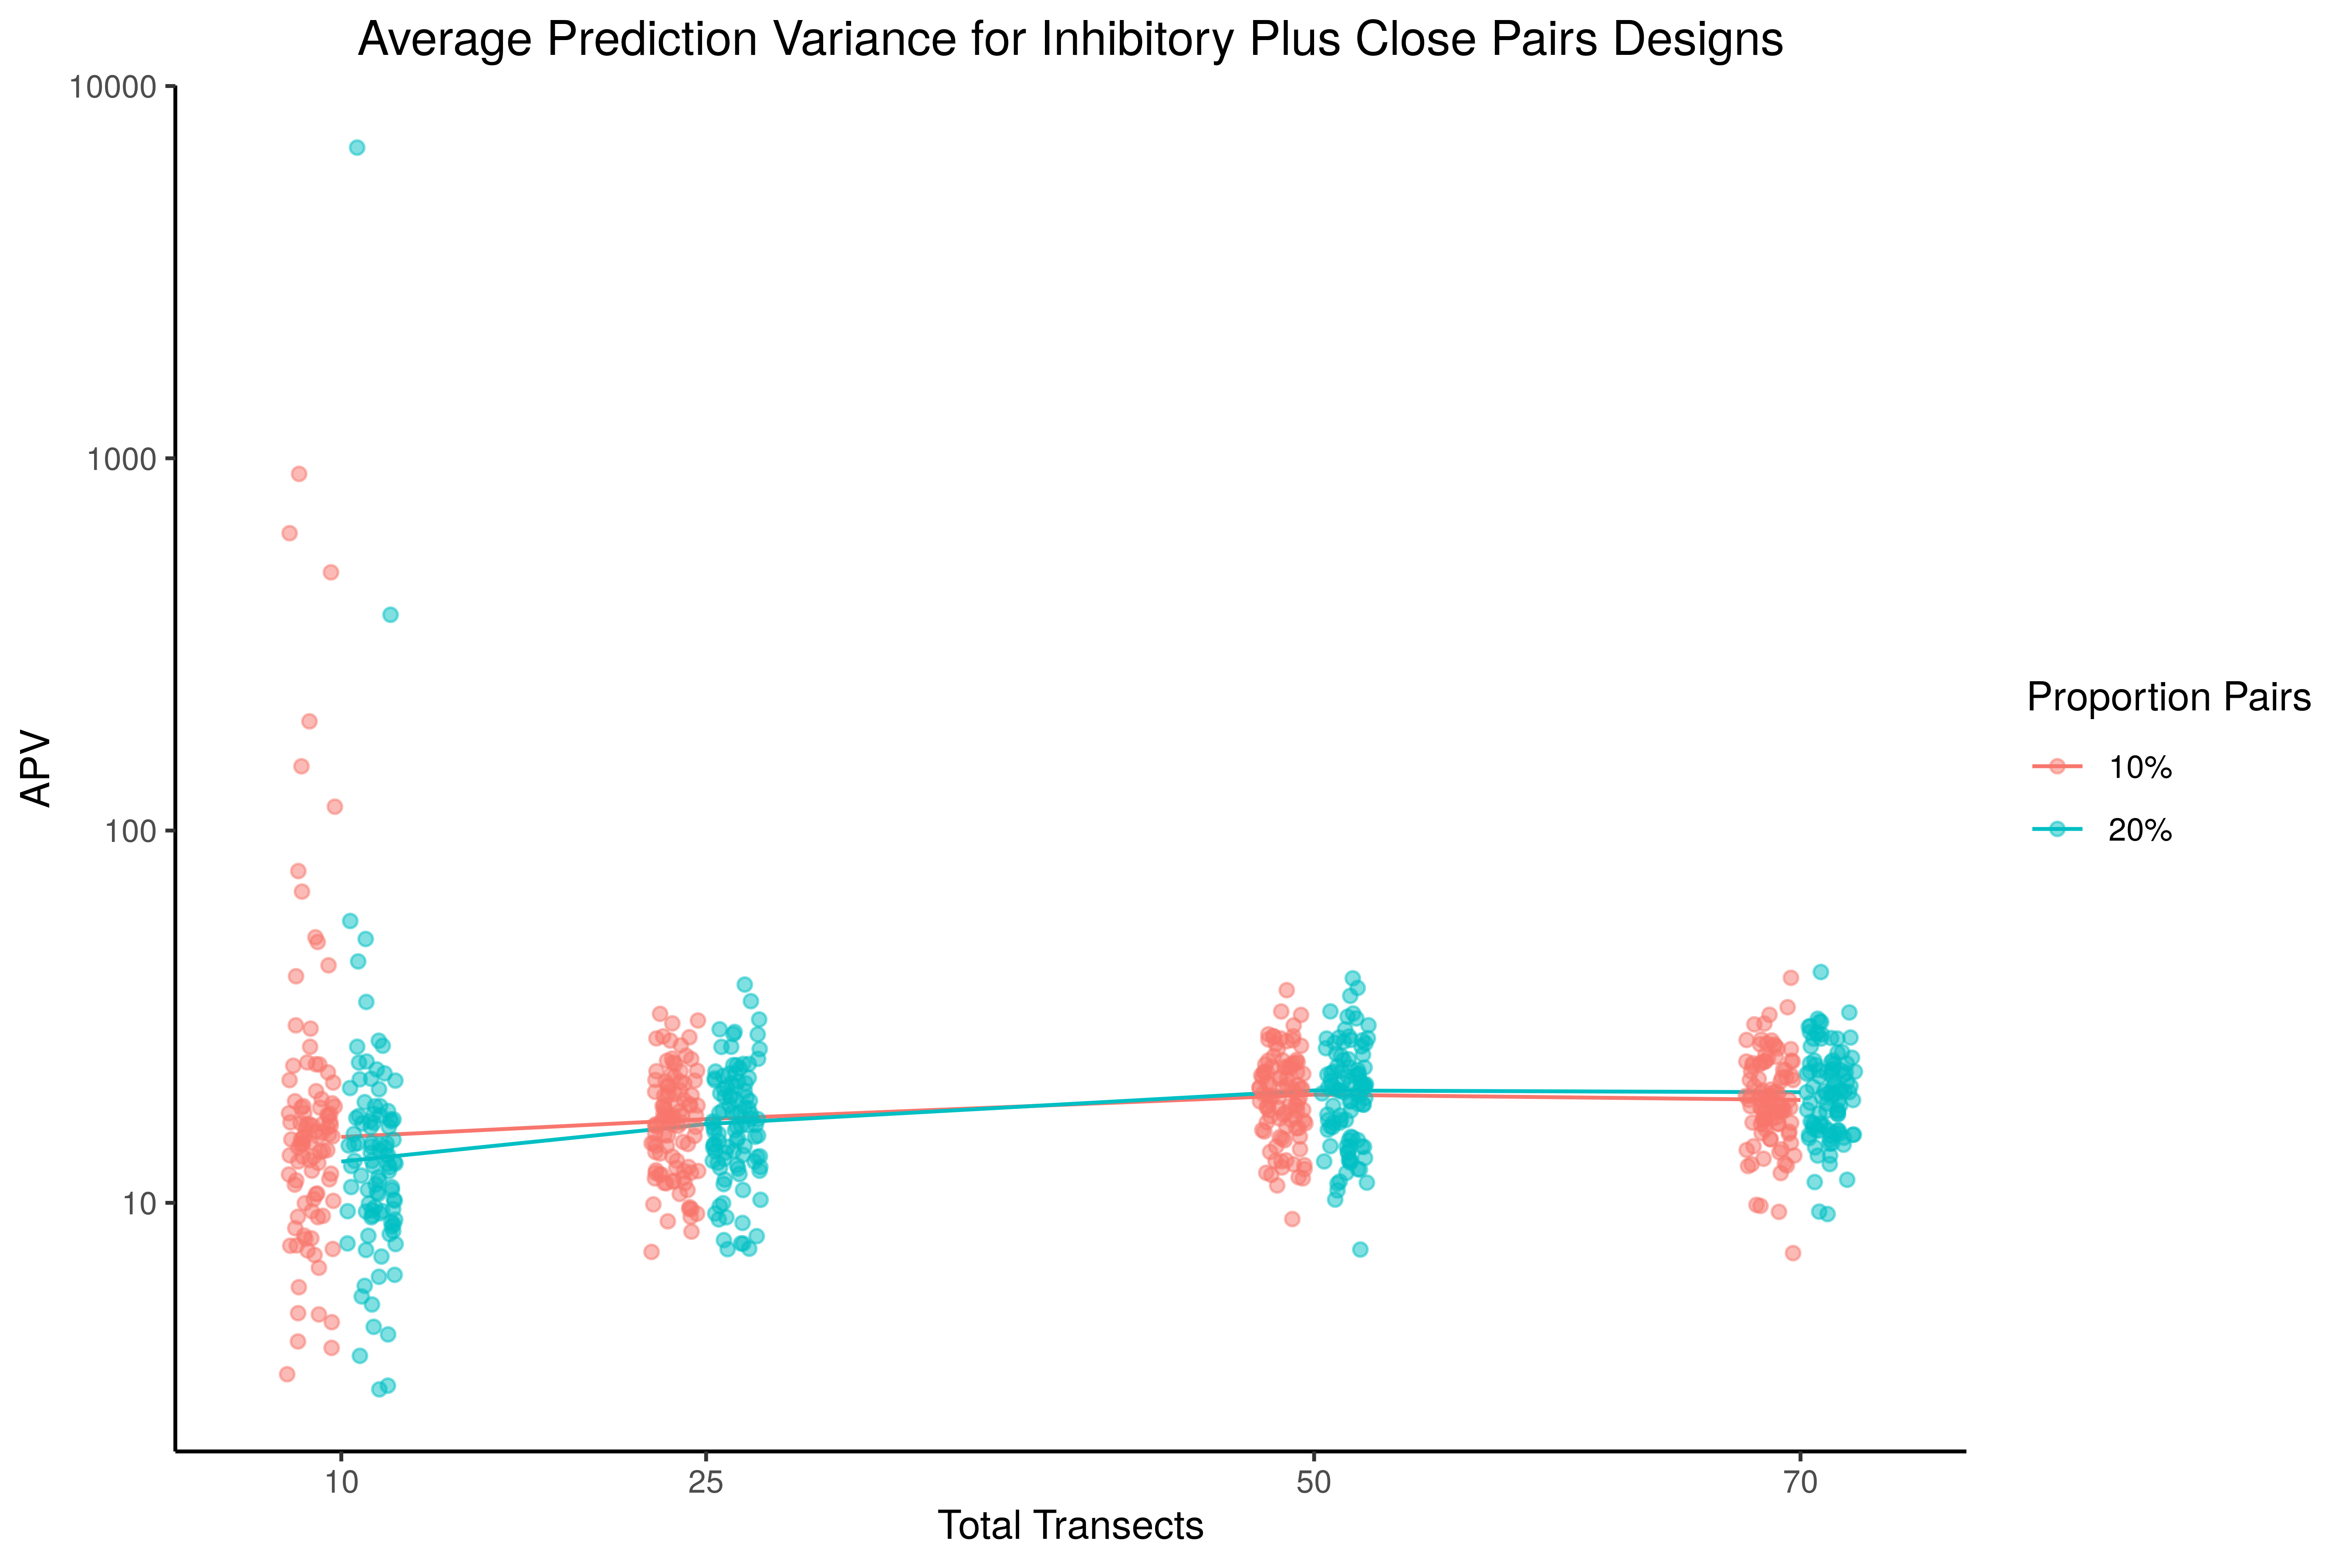 Average Prediction Variance for Inhibitory Plus Close Pairs Designs
10000
1000
100
10
APV
10 25 50 70
Total Transects
Proportion Pairs
10%
20%